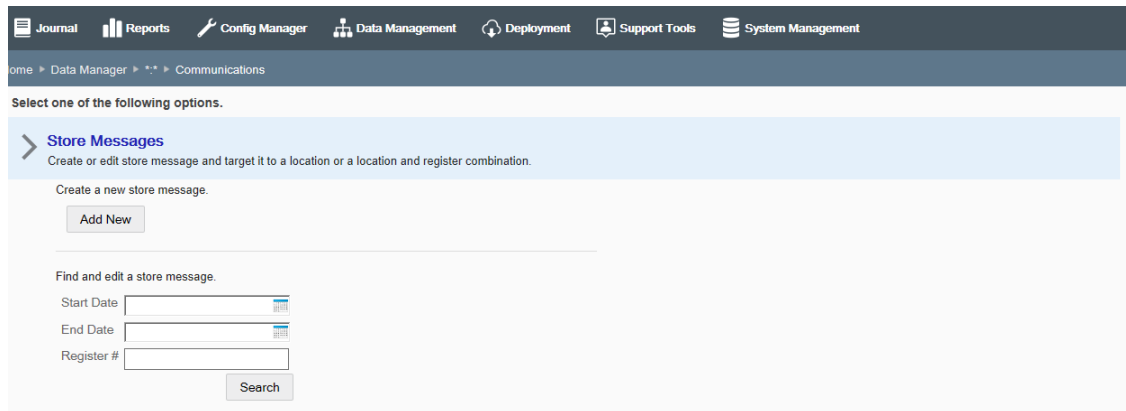 Journal Reports Config Manager Data Management Deployment Support Tools System Management
ome ▸ Data Manager ▸ *:* ▸ Communications
Select one of the following options.
Store Messages
Create or edit store message and target it to a location or a location and register combination.
Create a new store message.
Add New
Find and edit a store message.
Start Date
End Date
Register #
Search